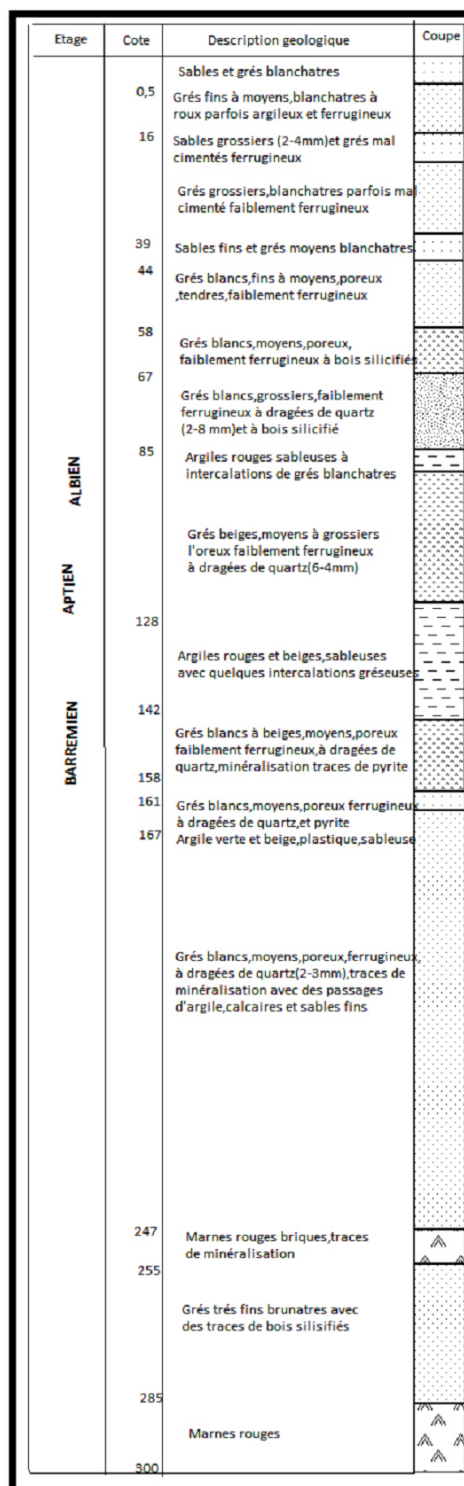 Etage Cote Description geologique Coupe
Sables et grés blanchatres
0,5
Grés fins à moyens,blanchatres à
roux parfois argileux et ferrugineux
16
Sables grossiers (2-4mm)et grés mal
cimentés ferrugineux
Grés grossiers,blanchatres parfois mal
cimenté faiblement ferrugineux
39
Sables fins et grés moyens blanchatres
44
Grés blancs,fins à moyens,poreux
,tendres,faiblement ferrugineux
58
Grés blancs,moyens,poreux,
faiblement ferrugineux à bois silicifiés
67
Grés blancs,grossiers,faiblement
ferrugineux à dragées de quartz
(2-8 mm)et à bois silicifié
85
Argiles rouges sableuses à
intercalations de grés blanchatres
ALBIEN
Grés beiges,moyens à grossiers
l'oreux faiblement ferrugineux
à dragées de quartz(6-4mm)
APTIEN
128
Argiles rouges et beiges,sableuses
avec quelques intercalations gréseuses
142
BARREMIEN
Grés blancs à beiges,moyens,poreux
faiblement ferrugineux,à dragées de
quartz,minéralisation traces de pyrite
158
161
Grés blancs,moyens,poreux ferrugineux
à dragées de quartz,et pyrite
167
Argile verte et beige,plastique,sableuse
Grés blancs,moyens,poreux,ferrugineux,
à dragées de quartz(2-3mm),traces de
minéralisation avec des passages
d'argile,calcaires et sables fins
247
Marnes rouges briques,traces
de minéralisation
255
Grés trés fins brunatres avec
des traces de bois silisifiés
285
Marnes rouges
300